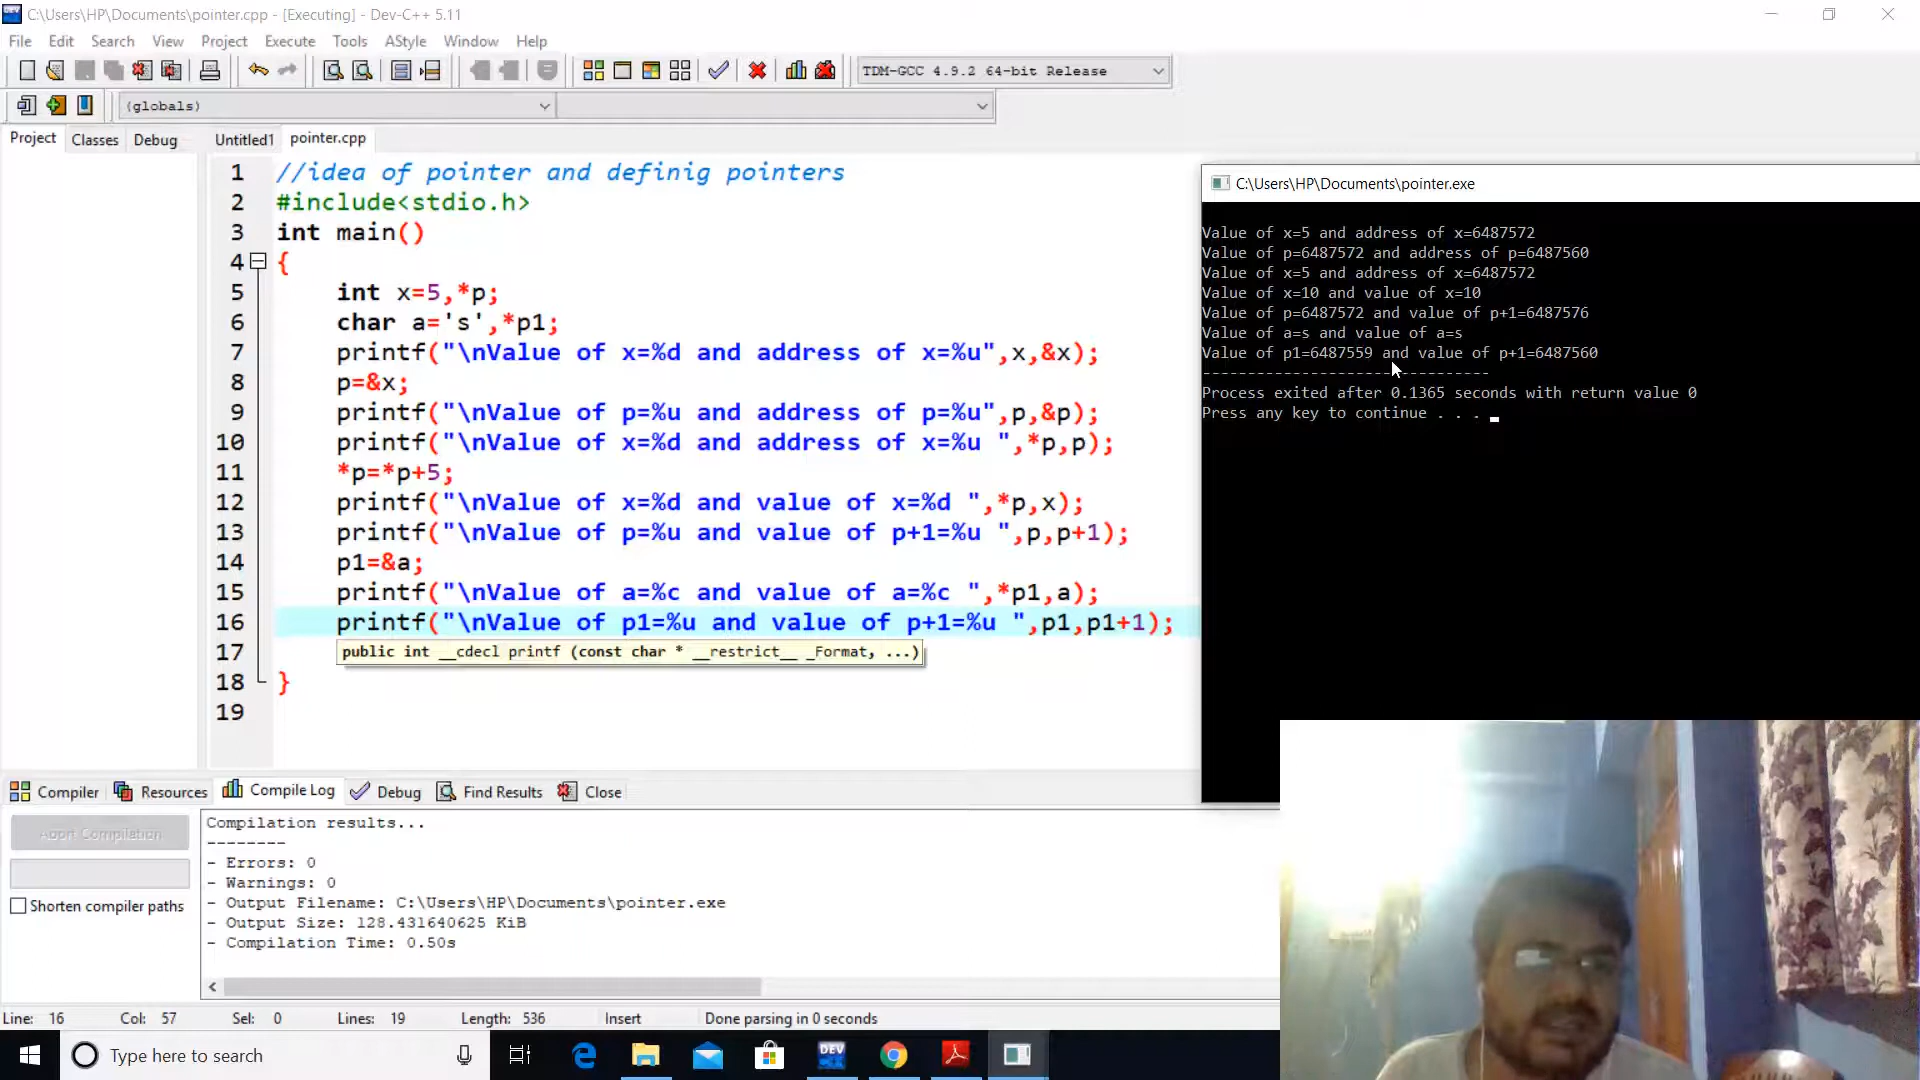 C:\Users\HP\Documents\pointer.cpp - [Executing] - Dev-C++ 5.11
File Edit Search View Project Execute Tools AStyle Window Help
TDM-GCC 4.9.2 64-bit Release
(globals)
Project Classes Debug Untitled1 pointer.cpp
1 //idea of pointer and definig pointers
2 #include<stdio.h>
3 int main()
4 {
5 int x=5,*p;
6 char a='s',*p1;
7 printf("\nValue of x=%d and address of x=%u",x,&x);
8 p=&x;
9 printf("\nValue of p=%u and address of p=%u",p,&p);
10 printf("\nValue of x=%d and address of x=%u ",*p,p);
11 *p=*p+5;
12 printf("\nValue of x=%d and value of x=%d ",*p,x);
13 printf("\nValue of p=%u and value of p+1=%u ",p,p+1);
14 p1=&a;
15 printf("\nValue of a=%c and value of a=%c ",*p1,a);
16 printf("\nValue of p1=%u and value of p+1=%u ",p1,p1+1);
17 public int __cdecl printf (const char * __restrict__ _Format, ...)
18 }
19
C:\Users\HP\Documents\pointer.exe
Value of x=5 and address of x=6487572
Value of p=6487572 and address of p=6487560
Value of x=5 and address of x=6487572
Value of x=10 and value of x=10
Value of p=6487572 and value of p+1=6487576
Value of a=s and value of a=s
Value of p1=6487559 and value of p+1=6487560
--------------------------------
Process exited after 0.1365 seconds with return value 0
Press any key to continue . . .
Compiler Resources Compile Log Debug Find Results Close
Abort Compilation
Shorten compiler paths
Compilation results...
--------
- Errors: 0
- Warnings: 0
- Output Filename: C:\Users\HP\Documents\pointer.exe
- Output Size: 128.431640625 KiB
- Compilation Time: 0.50s
Line: 16 Col: 57 Sel: 0 Lines: 19 Length: 536 Insert Done parsing in 0 seconds
Type here to search
DEV